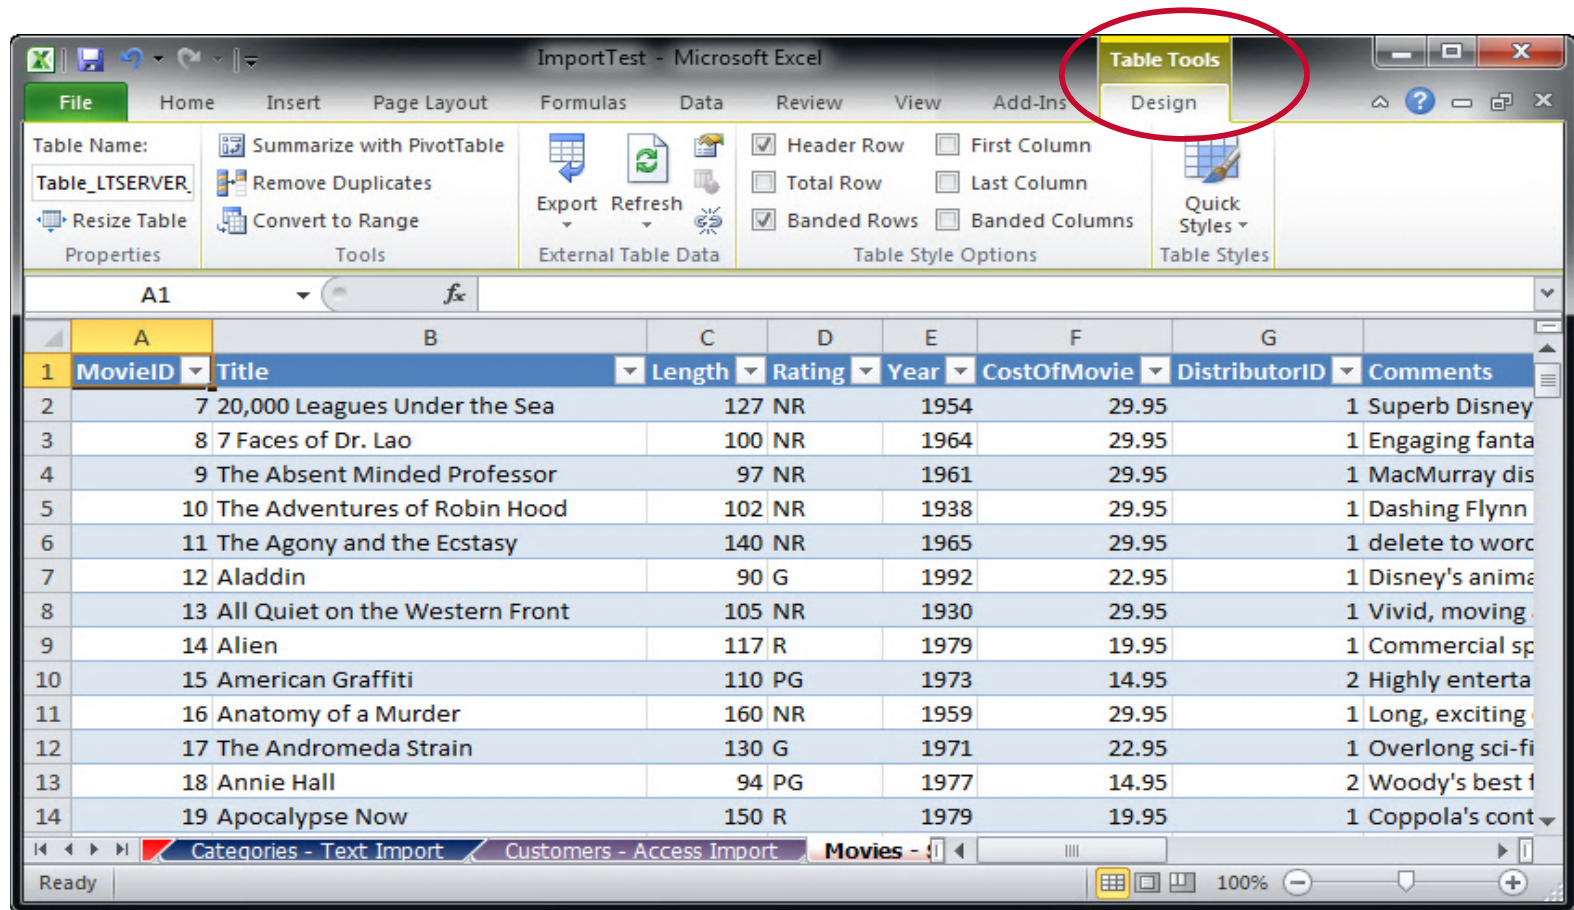 ImportTest - Microsoft Excel
Table Tools
File Home Insert Page Layout Formulas Data Review View Add-Ins Design
Table Name: Summarize with PivotTable Header Row First Column
Table_LTSERVER_ Remove Duplicates Export Refresh Total Row Last Column Quick Styles
Resize Table Convert to Range Banded Rows Banded Columns
Properties Tools External Table Data Table Style Options Table Styles
A1 fx
A B C D E F G
1 MovieID Title Length Rating Year CostOfMovie DistributorID Comments
2 7 20,000 Leagues Under the Sea 127 NR 1954 29.95 1 Superb Disney
3 8 7 Faces of Dr. Lao 100 NR 1964 29.95 1 Engaging fanta
4 9 The Absent Minded Professor 97 NR 1961 29.95 1 MacMurray dis
5 10 The Adventures of Robin Hood 102 NR 1938 29.95 1 Dashing Flynn
6 11 The Agony and the Ecstasy 140 NR 1965 29.95 1 delete to word
7 12 Aladdin 90 G 1992 22.95 1 Disney's anima
8 13 All Quiet on the Western Front 105 NR 1930 29.95 1 Vivid, moving
9 14 Alien 117 R 1979 19.95 1 Commercial sp
10 15 American Graffiti 110 PG 1973 14.95 2 Highly enterta
11 16 Anatomy of a Murder 160 NR 1959 29.95 1 Long, exciting
12 17 The Andromeda Strain 130 G 1971 22.95 1 Overlong sci-fi
13 18 Annie Hall 94 PG 1977 14.95 2 Woody's best
14 19 Apocalypse Now 150 R 1979 19.95 1 Coppola's cont
Categories - Text Import Customers - Access Import Movies -
Ready 100%